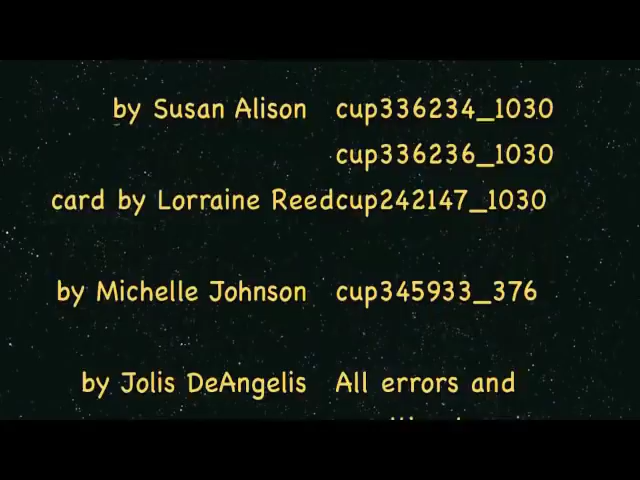 by Susan Alison cup336234_1030
cup336236_1030
card by Lorraine Reedcup242147_1030
by Michelle Johnson cup345933_376
by Jolis DeAngelis All errors and